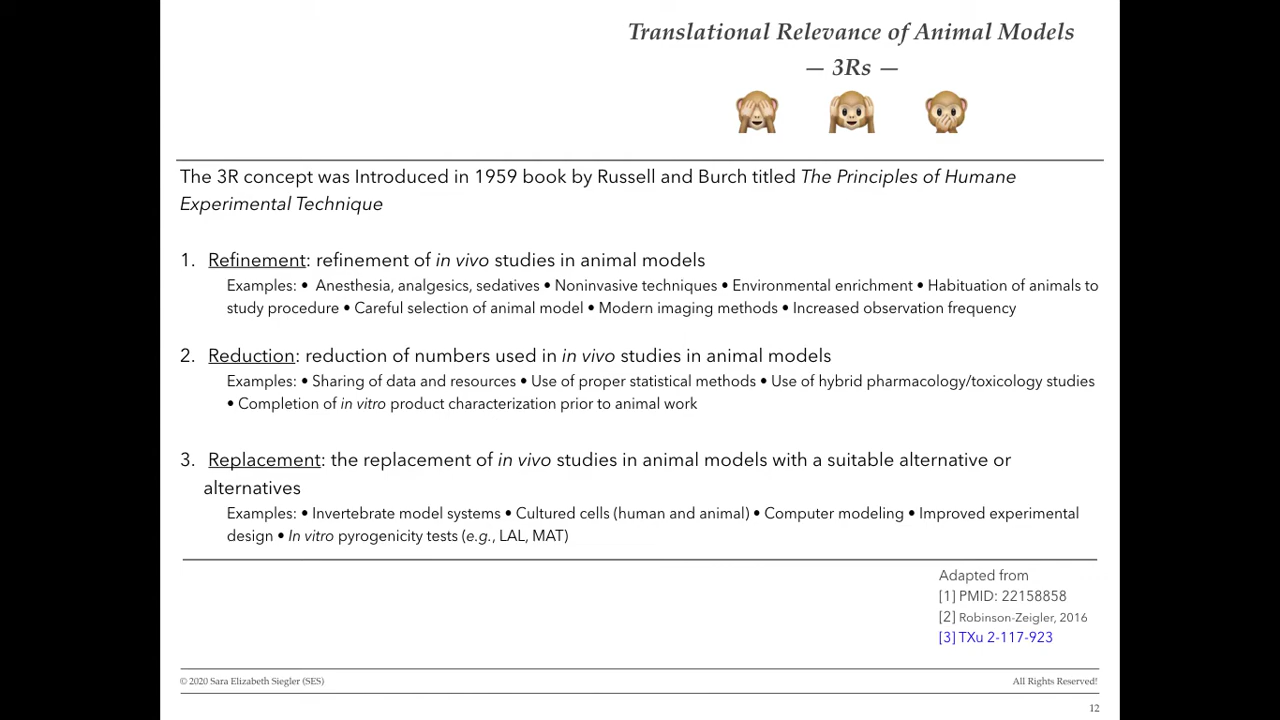 Translational Relevance of Animal Models
— 3Rs —
The 3R concept was Introduced in 1959 book by Russell and Burch titled The Principles of Humane
Experimental Technique
1. Refinement: refinement of in vivo studies in animal models
Examples: • Anesthesia, analgesics, sedatives • Noninvasive techniques • Environmental enrichment • Habituation of animals to
study procedure • Careful selection of animal model • Modern imaging methods • Increased observation frequency
2. Reduction: reduction of numbers used in in vivo studies in animal models
Examples: • Sharing of data and resources • Use of proper statistical methods • Use of hybrid pharmacology/toxicology studies
• Completion of in vitro product characterization prior to animal work
3. Replacement: the replacement of in vivo studies in animal models with a suitable alternative or
alternatives
Examples: • Invertebrate model systems • Cultured cells (human and animal) • Computer modeling • Improved experimental
design • In vitro pyrogenicity tests (e.g., LAL, MAT)
Adapted from
[1] PMID: 22158858
[2] Robinson-Zeigler, 2016
[3] TXu 2-117-923
© 2020 Sara Elizabeth Siegler (SES) All Rights Reserved!
12